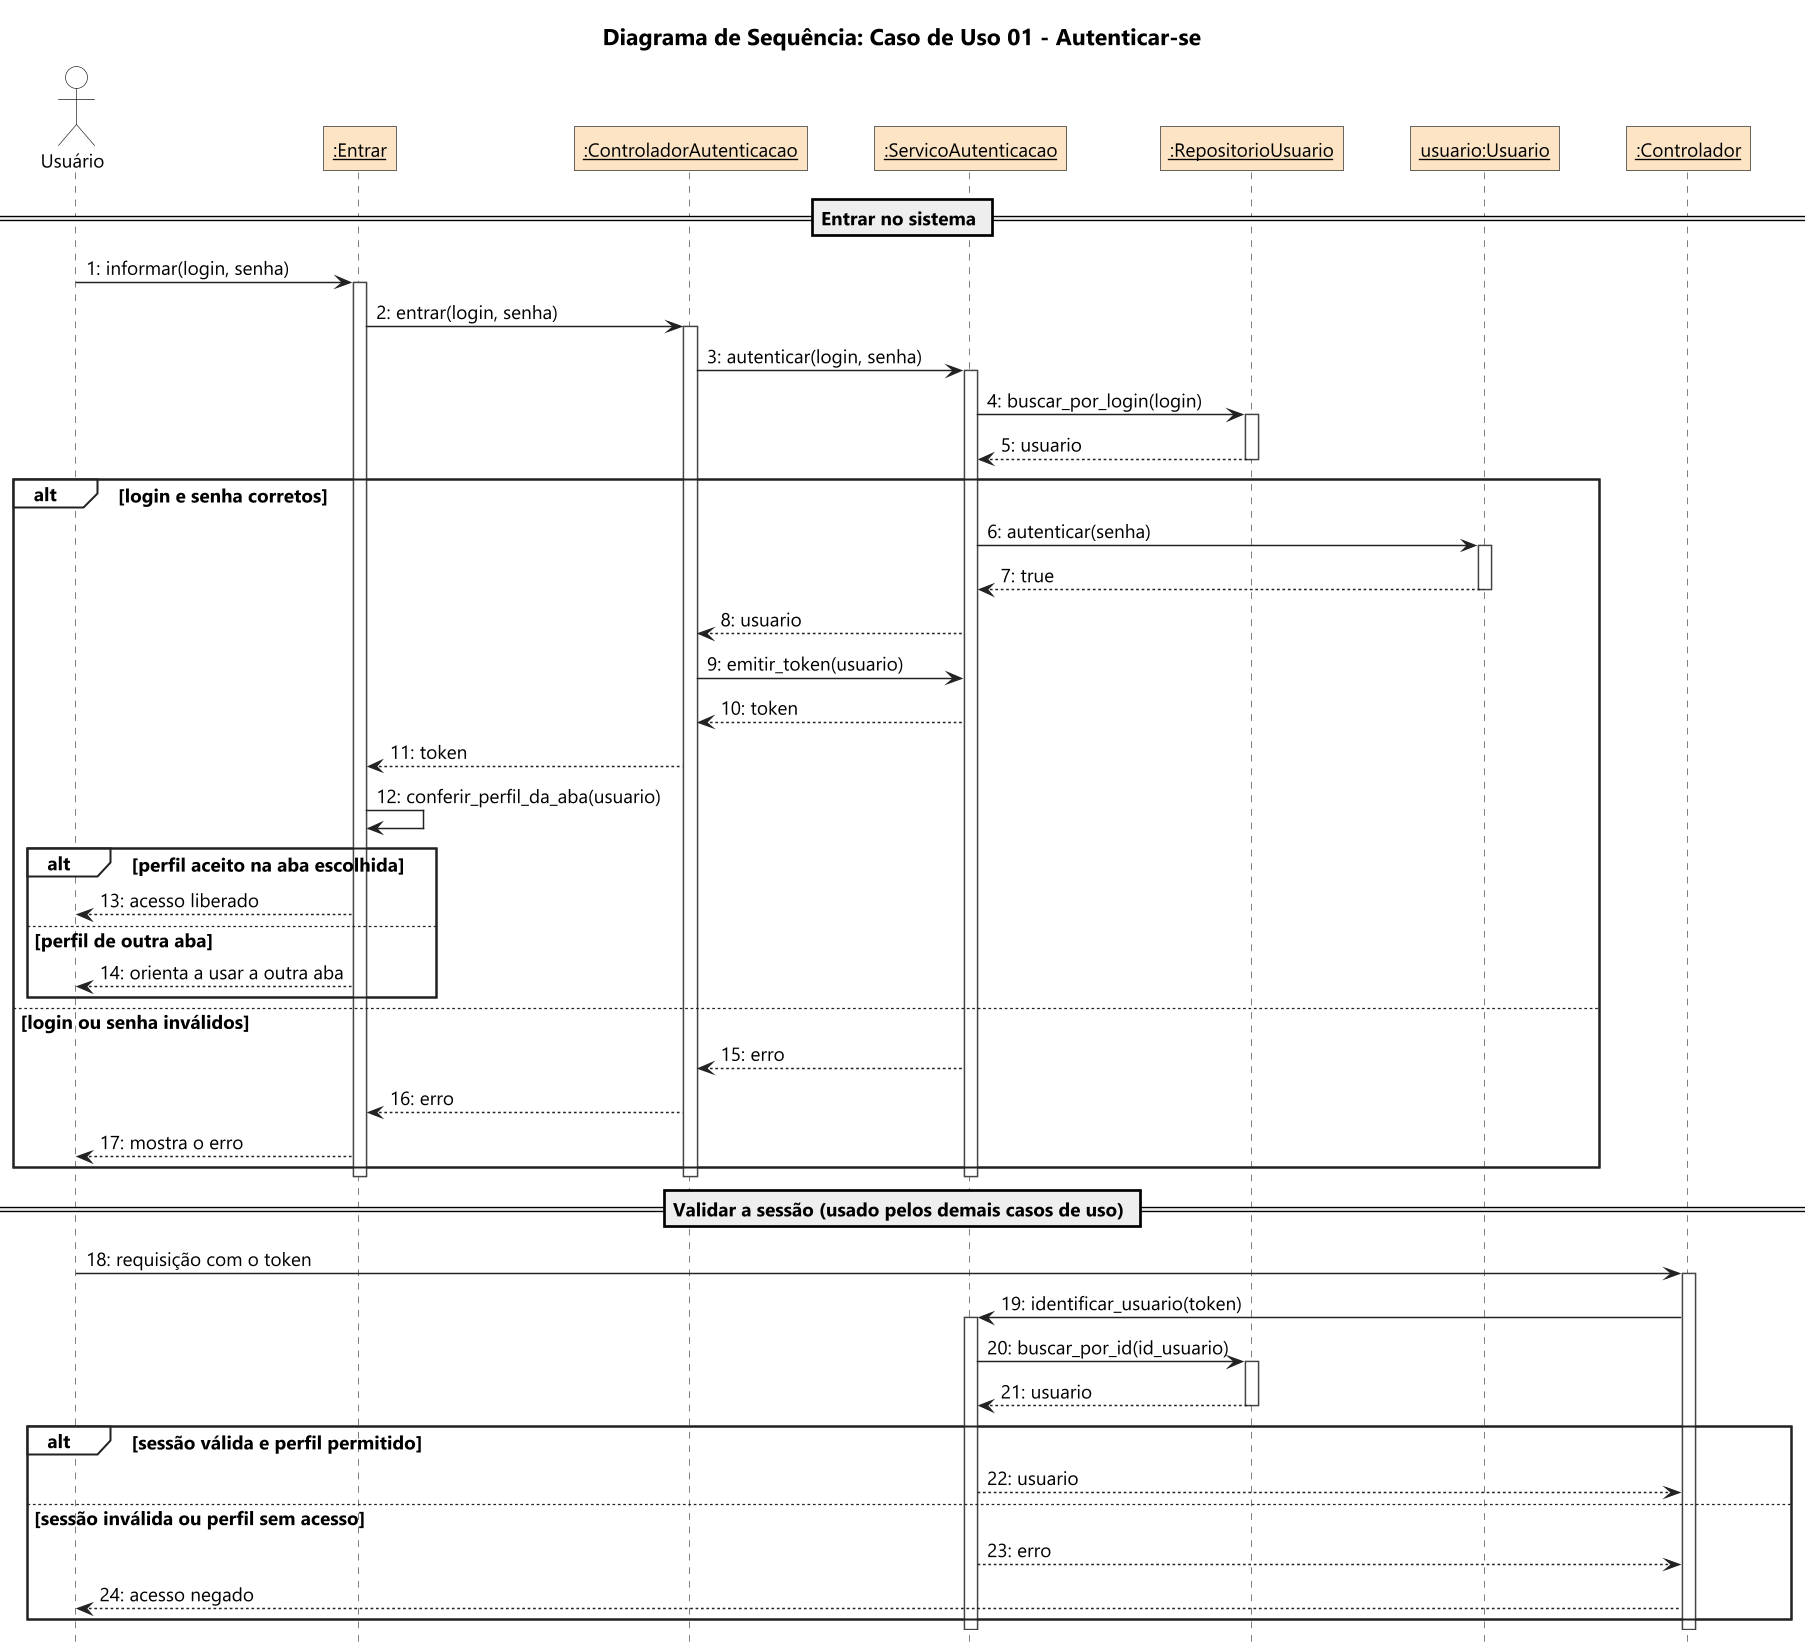 Diagrama de Sequência: Caso de Uso 01 - Autenticar-se
Usuário
:Entrar
:ControladorAutenticacao
:ServicoAutenticacao
:RepositorioUsuario
usuario:Usuario
:Controlador
Entrar no sistema
1: informar(login, senha)
2: entrar(login, senha)
3: autenticar(login, senha)
4: buscar_por_login(login)
5: usuario
alt [login e senha corretos]
6: autenticar(senha)
7: true
8: usuario
9: emitir_token(usuario)
10: token
11: token
12: conferir_perfil_da_aba(usuario)
alt [perfil aceito na aba escolhida]
13: acesso liberado
[perfil de outra aba]
14: orienta a usar a outra aba
[login ou senha inválidos]
15: erro
16: erro
17: mostra o erro
Validar a sessão (usado pelos demais casos de uso)
18: requisição com o token
19: identificar_usuario(token)
20: buscar_por_id(id_usuario)
21: usuario
alt [sessão válida e perfil permitido]
22: usuario
[sessão inválida ou perfil sem acesso]
23: erro
24: acesso negado